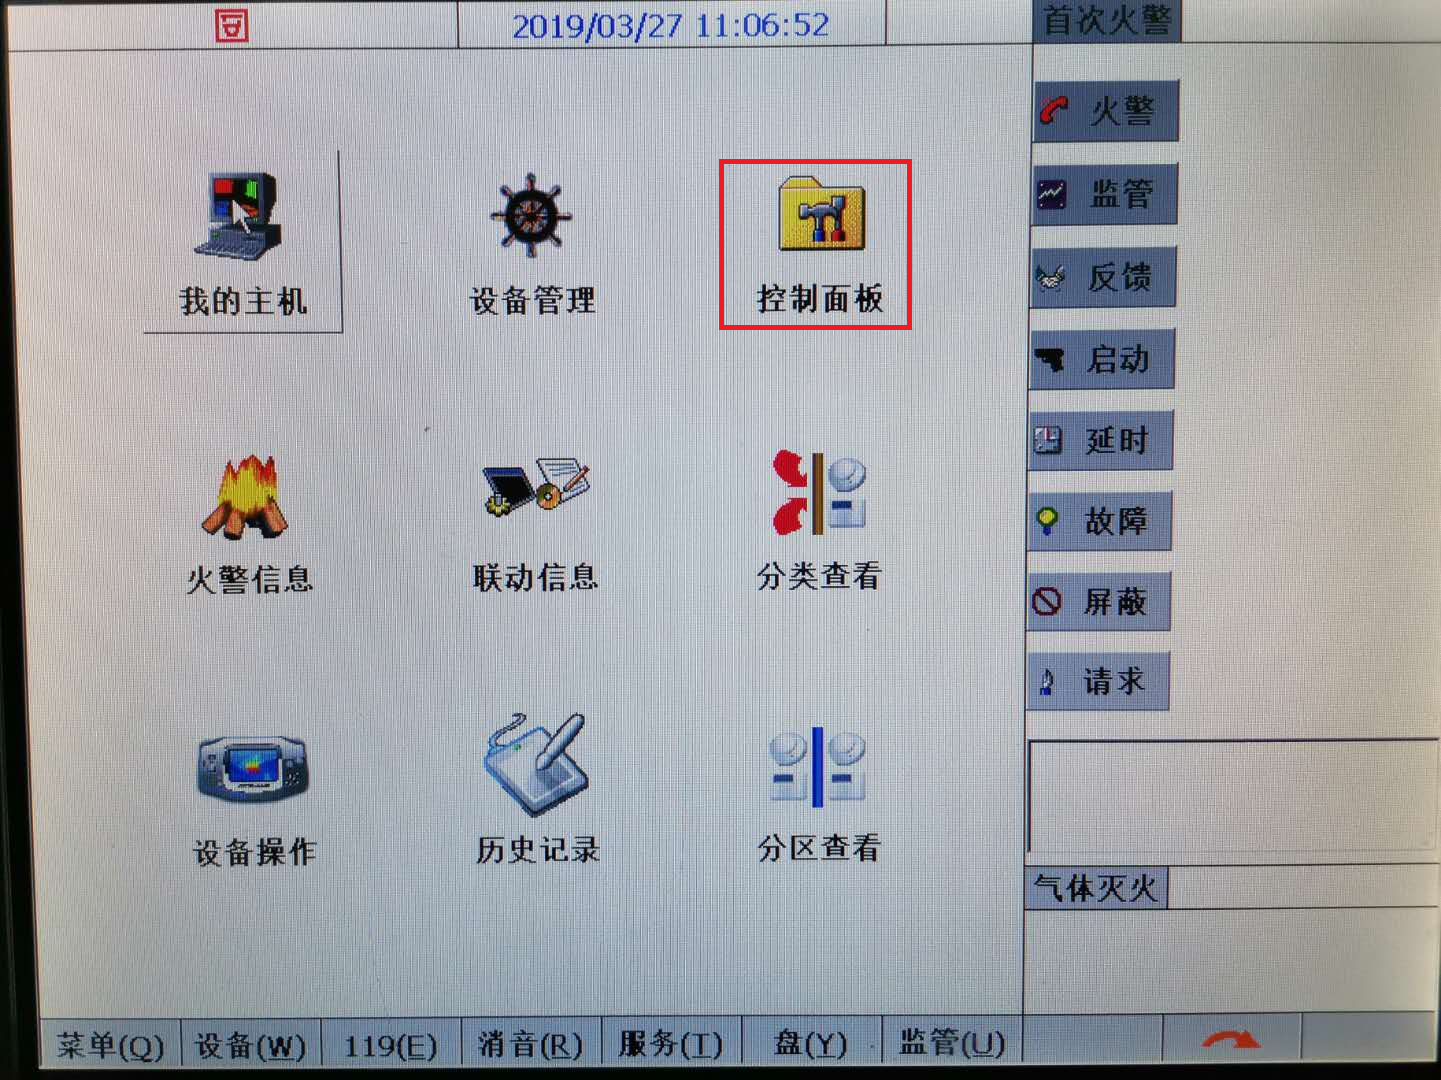 2019/03/27 11:06:52
首次火警
火警
监管
反馈
启动
延时
故障
屏蔽
请求
我的主机
设备管理
控制面板
火警信息
联动信息
分类查看
设备操作
历史记录
分区查看
气体灭火
菜单(Q)
设备(W)
119(E)
消音(R)
服务(T)
盘(Y)
监管(U)